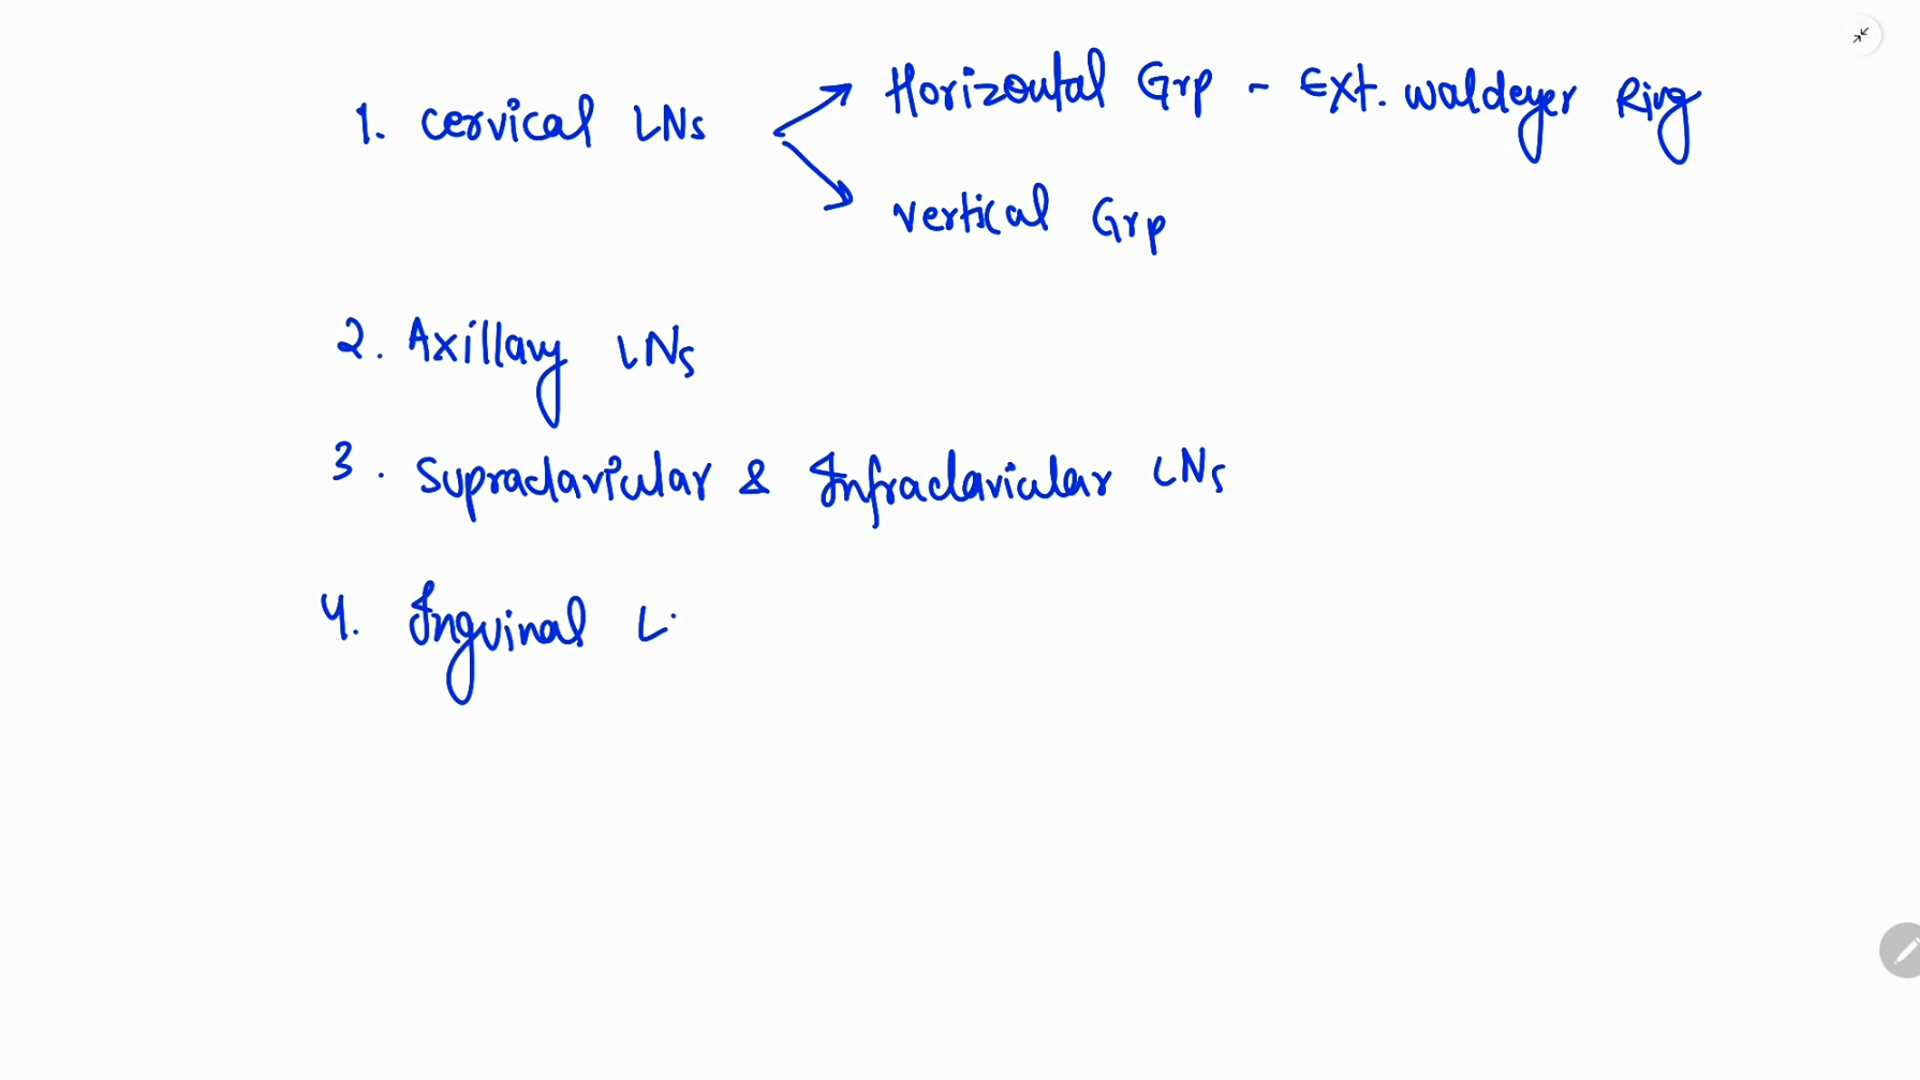 1. Cervical LNs
Horizontal Grp - Ext. Waldeyer Ring
Vertical Grp
2. Axillary LNs
3. Supraclavicular & Infraclavicular LNs
4. Inguinal L